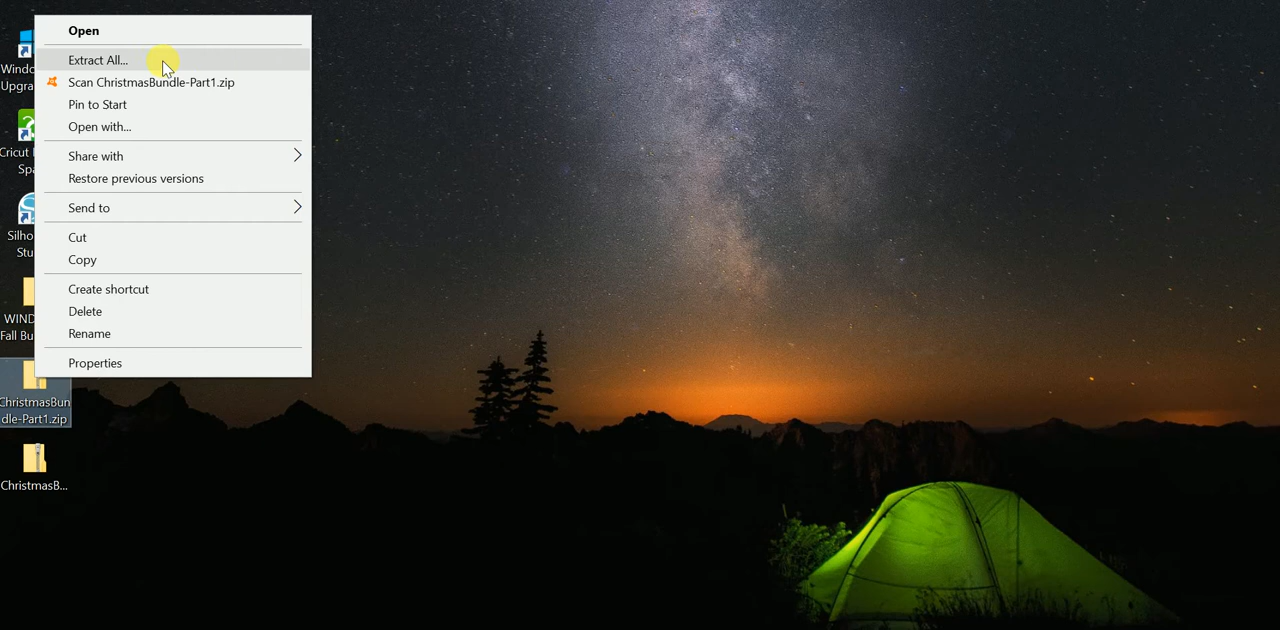 Open
Extract All...
Scan ChristmasBundle-Part1.zip
Pin to Start
Open with...
Share with
Restore previous versions
Send to
Cut
Copy
Create shortcut
Delete
Rename
Properties
Windo
Upgra
Cricut
Spa
Silho
Stu
WIND
Fall Bu
ChristmasBun
dle-Part1.zip
ChristmasB...